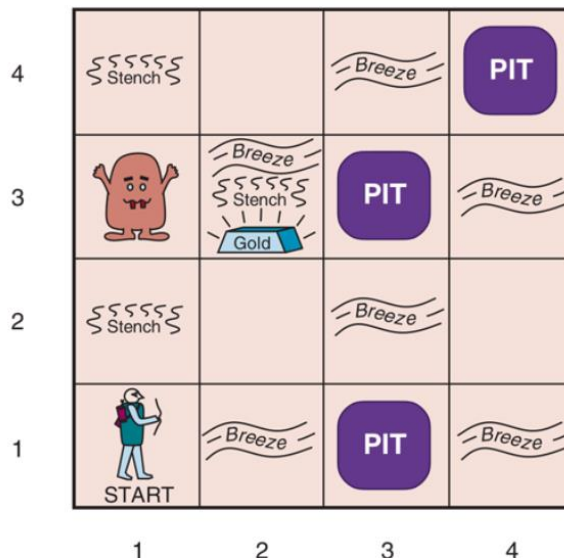 4
Stench
Breeze
PIT
3
Breeze
Stench
Gold
PIT
Breeze
2
Stench
Breeze
1
START
Breeze
PIT
Breeze
1 2 3 4